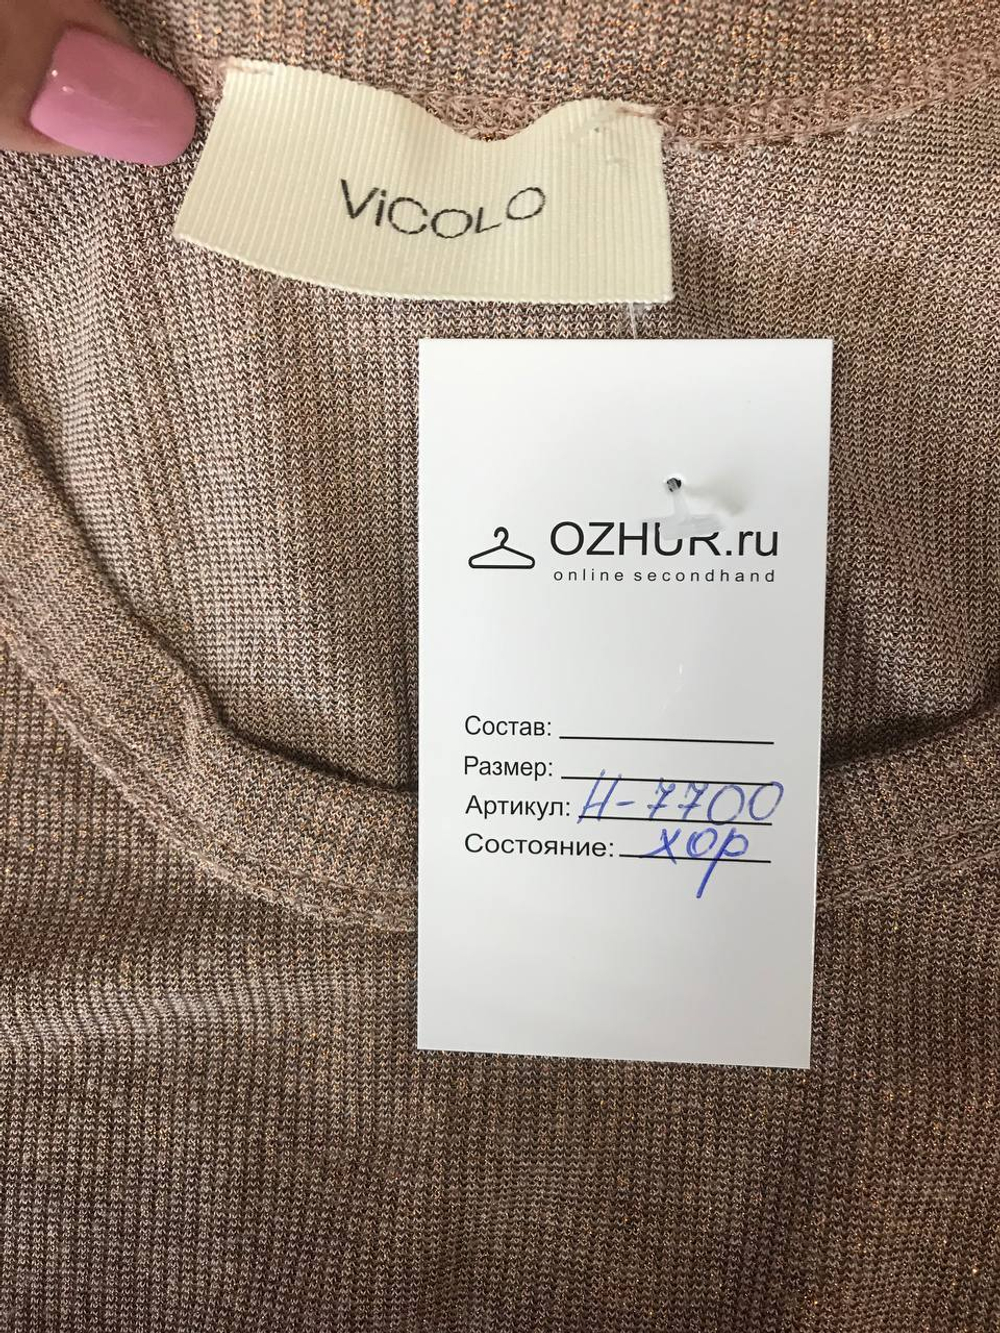 ViCOLO
OZHUR.ru
online secondhand
Состав:
Размер:
Артикул: Н-7700
Состояние: хор